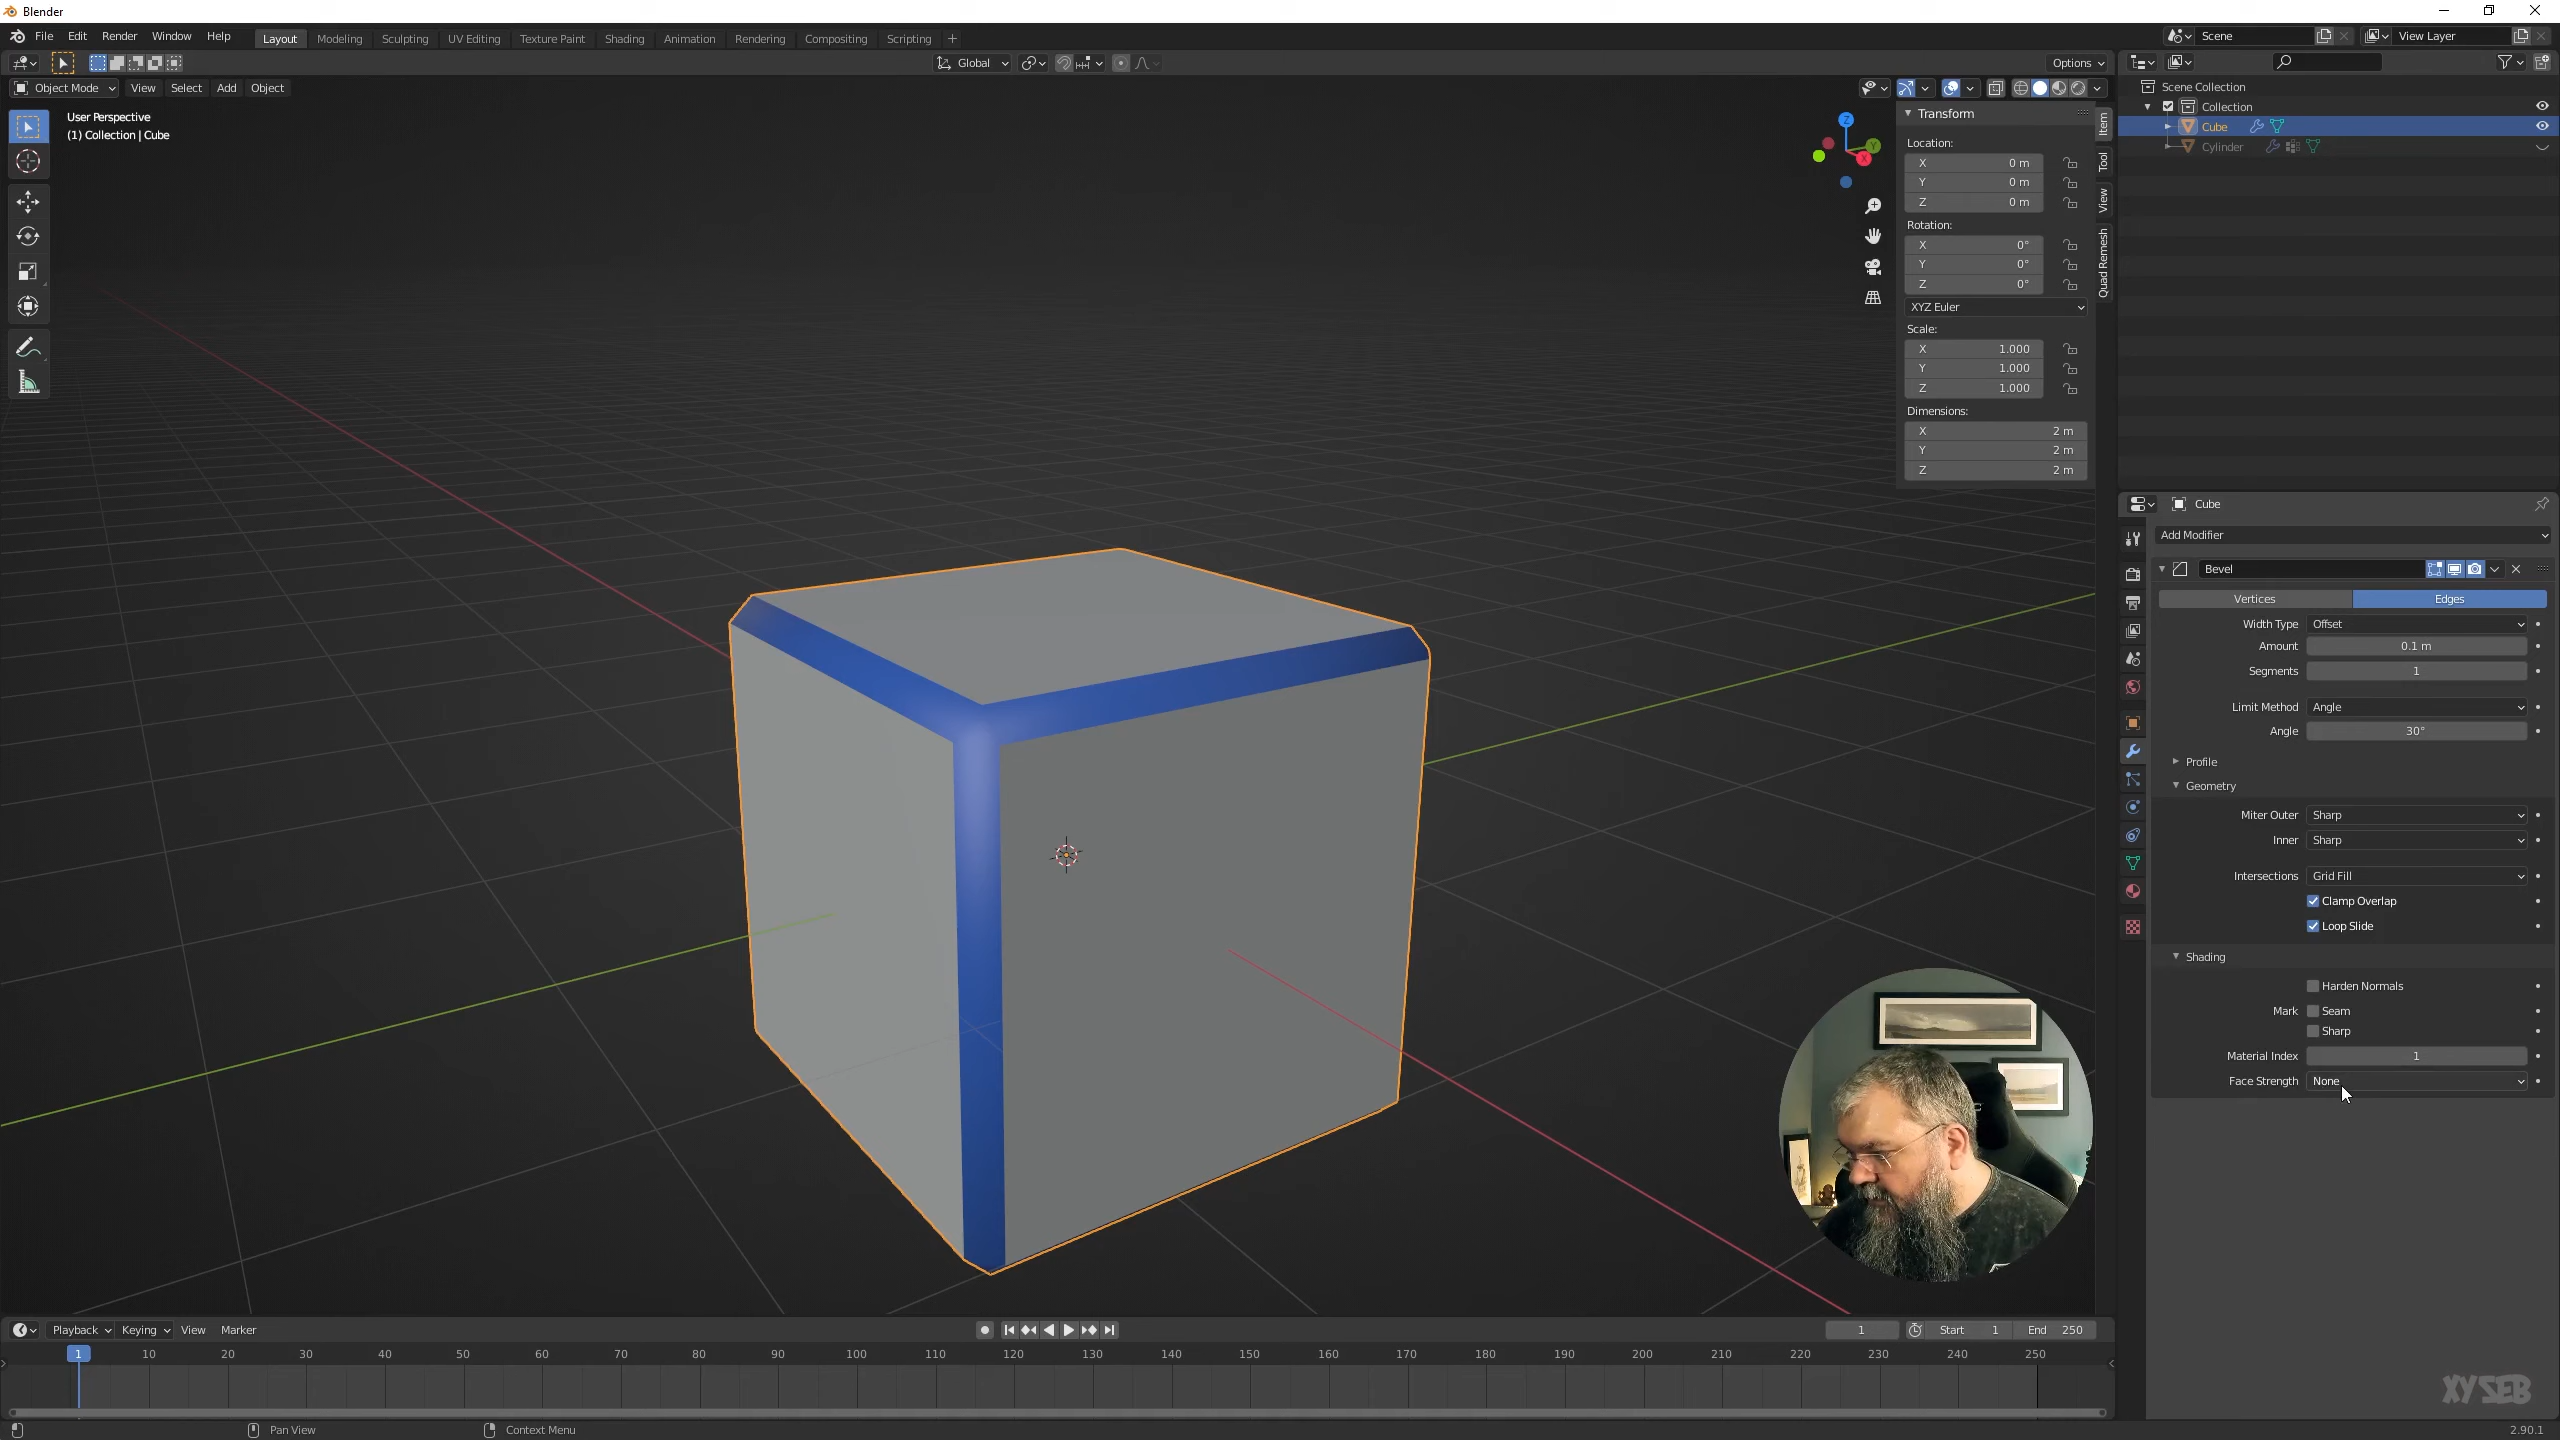 Blender
File Edit Render Window Help Layout Modeling Sculpting UV Editing Texture Paint Shading Animation Rendering Compositing Scripting + Scene View Layer
Global Options
Object Mode View Select Add Object
User Perspective
(1) Collection | Cube
Z
Y
X
Transform
Location:
X 0 m
Y 0 m
Z 0 m
Rotation:
X 0°
Y 0°
Z 0°
XYZ Euler
Scale:
X 1.000
Y 1.000
Z 1.000
Dimensions:
X 2 m
Y 2 m
Z 2 m
Item
Tool
View
Quad Remesh
Scene Collection
Collection
Cube
Cylinder
Cube
Add Modifier
Bevel
Vertices Edges
Width Type Offset
Amount 0.1 m
Segments 1
Limit Method Angle
Angle 30°
Profile
Geometry
Miter Outer Sharp
Inner Sharp
Intersections Grid Fill
Clamp Overlap
Loop Slide
Shading
Harden Normals
Mark Seam
Sharp
Material Index 1
Face Strength None
Playback Keying View Marker 1 Start 1 End 250
1 10 20 30 40 50 60 70 80 90 100 110 120 130 140 150 160 170 180 190 200 210 220 230 240 250
XYSEB
Pan View Context Menu 2.90.1